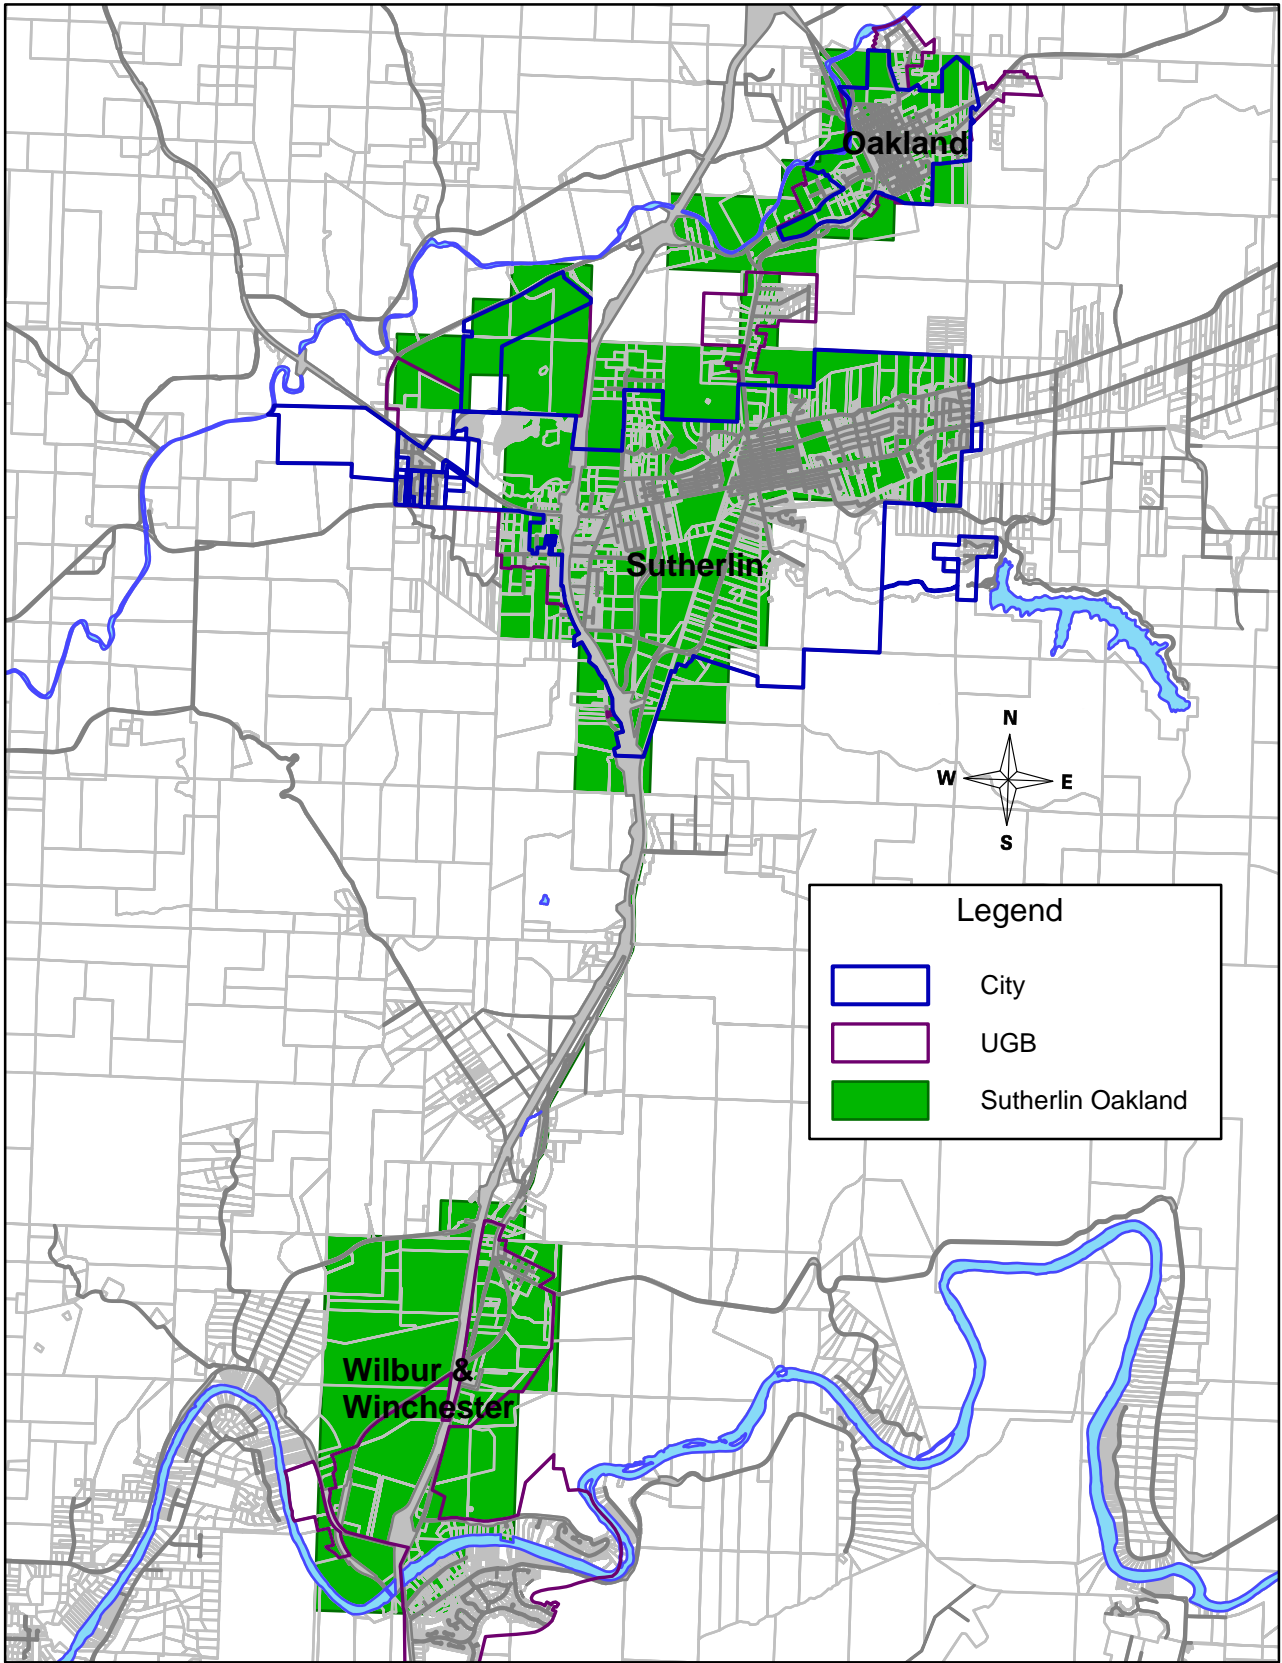 Oakland
Sutherlin
N
W E
S
Legend
City
UGB
Sutherlin Oakland
Wilbur &
Winchester